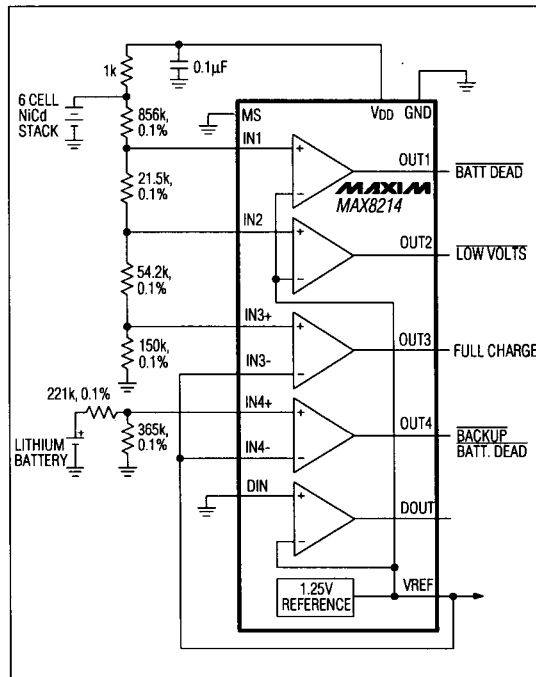 1k
0.1µF
6 CELL
NiCd
STACK
856k,
0.1%
MS
VDD GND
IN1
OUT1
BATT DEAD
MAXIM
MAX8214
21.5k,
0.1%
IN2
OUT2
LOW VOLTS
54.2k,
0.1%
IN3+
OUT3
FULL CHARGE
150k,
0.1%
IN3-
221k, 0.1%
IN4+
OUT4
BACKUP
BATT. DEAD
LITHIUM
BATTERY
365k,
0.1%
IN4-
DIN
DOUT
1.25V
REFERENCE
VREF